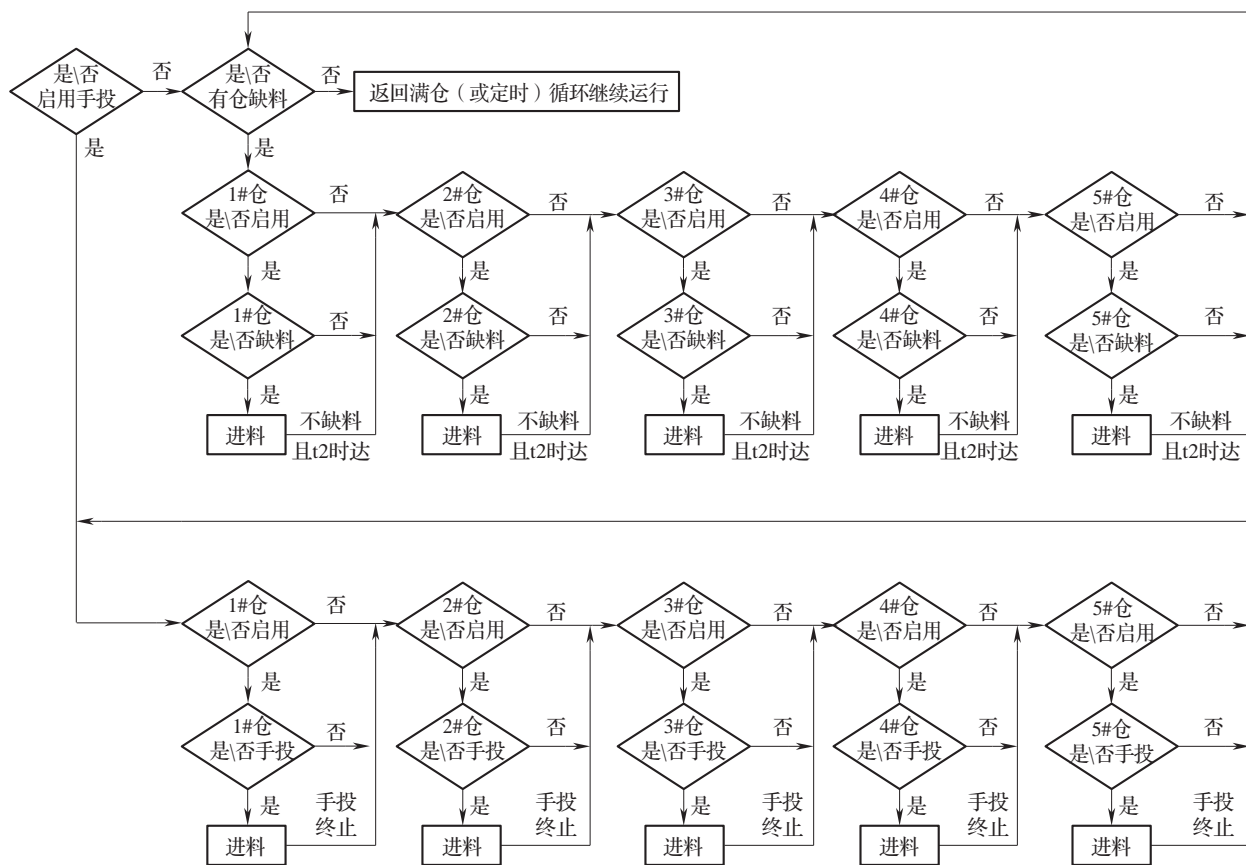 是\否
启用手投
否
是\否
有仓缺料
否
返回满仓（或定时）循环继续运行
是
是
1#仓
是\否启用
否
2#仓
是\否启用
否
3#仓
是\否启用
否
4#仓
是\否启用
否
5#仓
是\否启用
否
是
是
是
是
是
1#仓
是\否缺料
否
2#仓
是\否缺料
否
3#仓
是\否缺料
否
4#仓
是\否缺料
否
5#仓
是\否缺料
否
是
是
是
是
是
进料
不缺料
且t2时达
进料
不缺料
且t2时达
进料
不缺料
且t2时达
进料
不缺料
且t2时达
进料
不缺料
且t2时达
1#仓
是\否启用
否
2#仓
是\否启用
否
3#仓
是\否启用
否
4#仓
是\否启用
否
5#仓
是\否启用
否
是
是
是
是
是
1#仓
是\否手投
否
2#仓
是\否手投
否
3#仓
是\否手投
否
4#仓
是\否手投
否
5#仓
是\否手投
否
是
是
是
是
是
进料
手投
终止
进料
手投
终止
进料
手投
终止
进料
手投
终止
进料
手投
终止